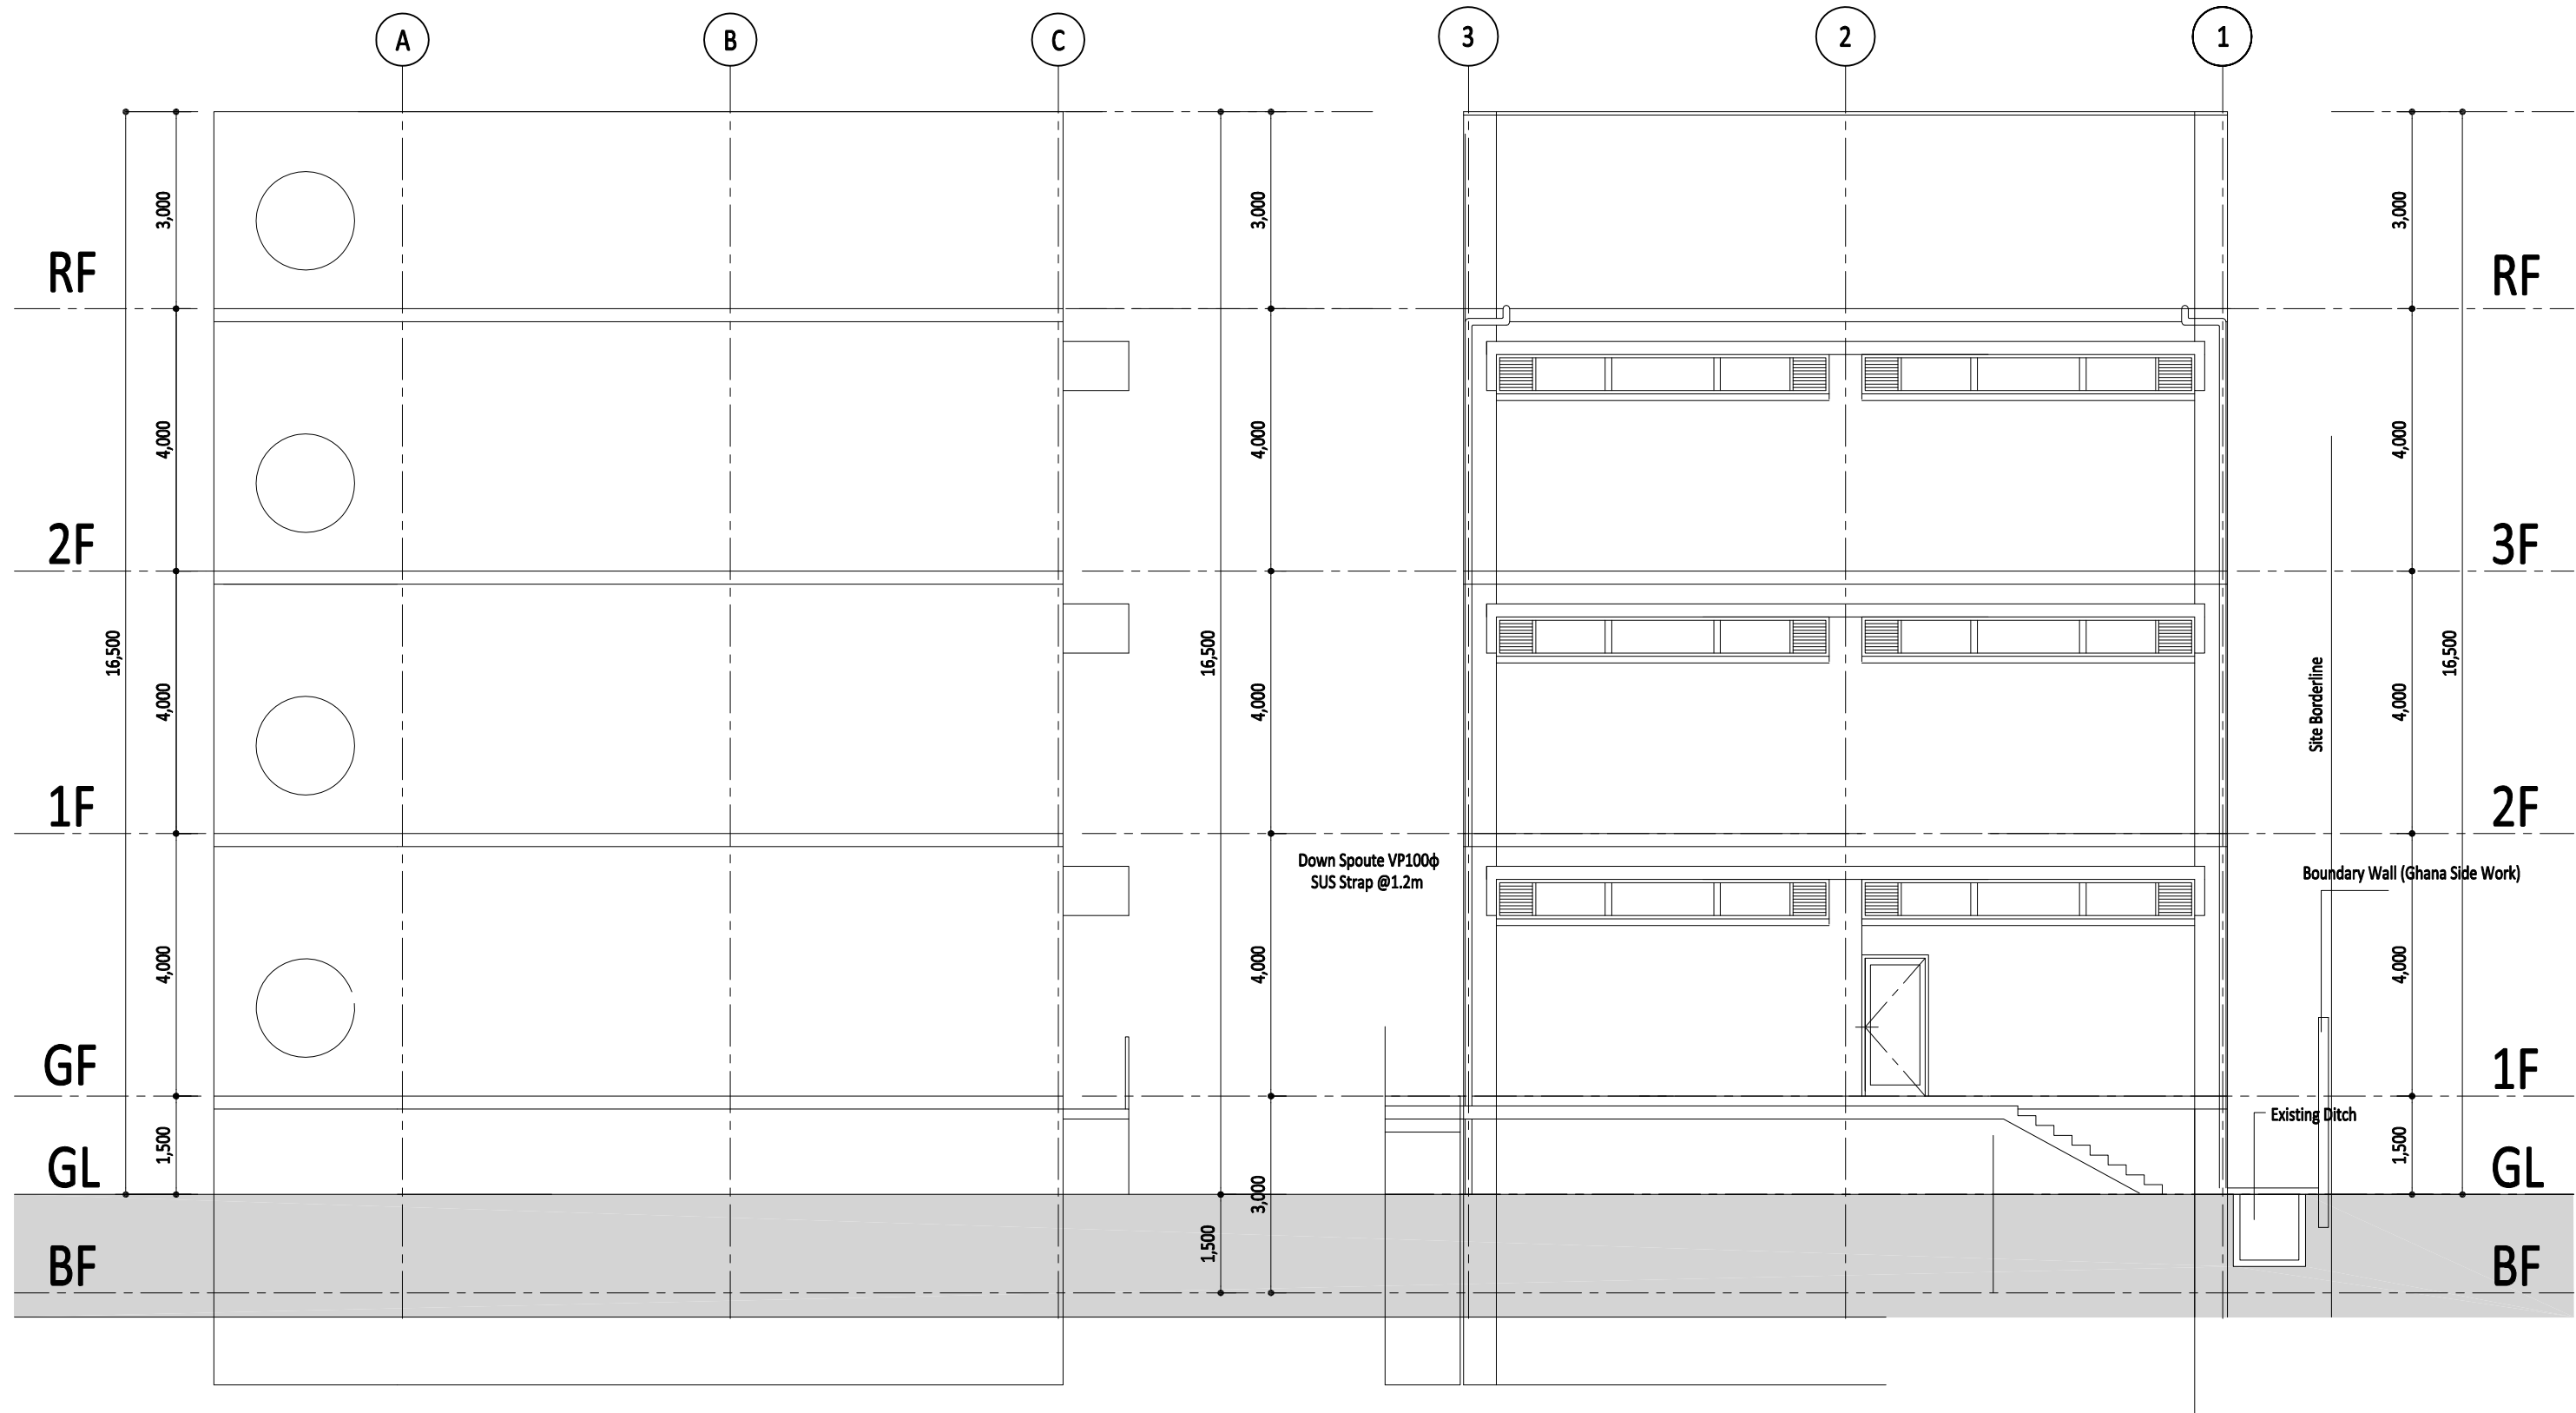 A
B
C
3
2
1
3,000
3,000
3,000
RF
RF
4,000
4,000
4,000
2F
3F
16,500
16,500
16,500
4,000
4,000
4,000
Site Borderline
1F
2F
Down Spoute VP100ϕ
SUS Strap @1.2m
Boundary Wall (Ghana Side Work)
4,000
4,000
4,000
GF
1F
Existing Ditch
1,500
1,500
GL
GL
3,000
1,500
BF
BF